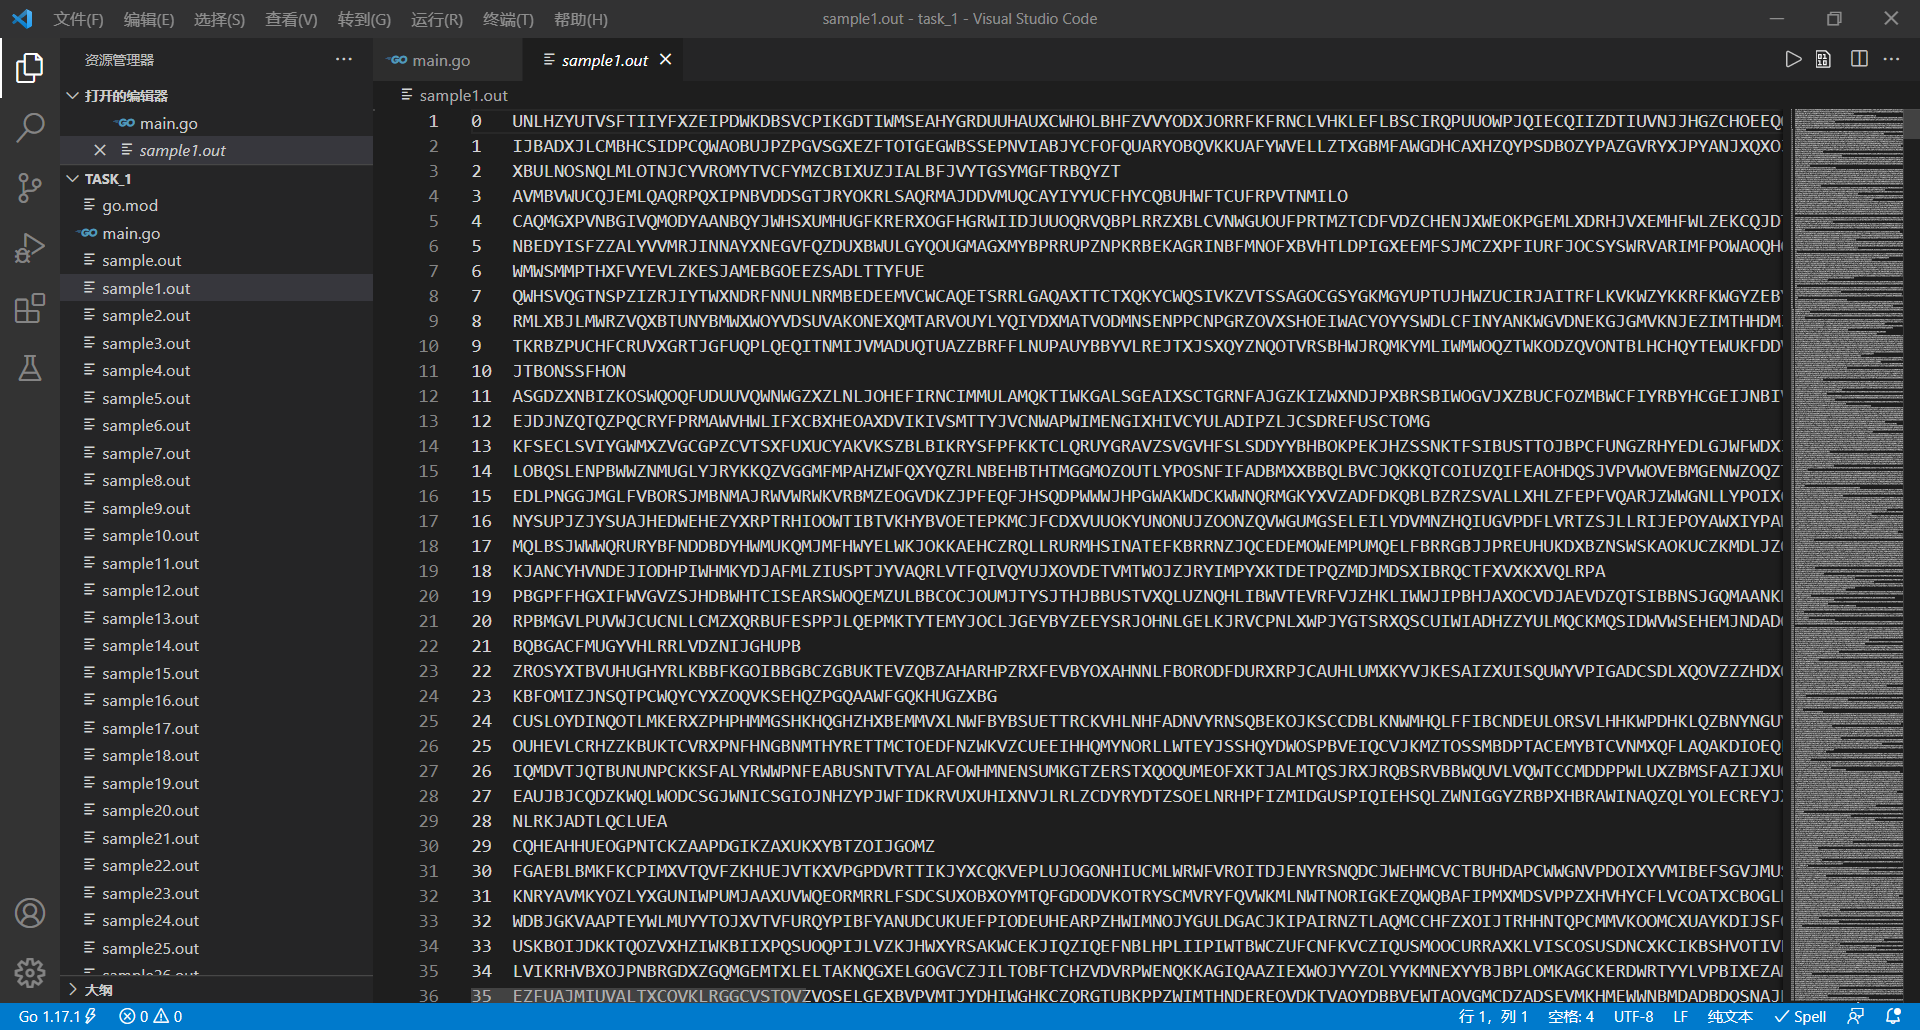 文件(F) 编辑(E) 选择(S) 查看(V) 转到(G) 运行(R) 终端(T) 帮助(H) sample1.out - task_1 - Visual Studio Code
资源管理器
打开的编辑器
main.go
sample1.out
TASK_1
go.mod
main.go
sample.out
sample1.out
sample2.out
sample3.out
sample4.out
sample5.out
sample6.out
sample7.out
sample8.out
sample9.out
sample10.out
sample11.out
sample12.out
sample13.out
sample14.out
sample15.out
sample16.out
sample17.out
sample18.out
sample19.out
sample20.out
sample21.out
sample22.out
sample23.out
sample24.out
sample25.out
sample26.out
大纲
main.go sample1.out
sample1.out
1 0 UNLHZYUTVSFTIIYFXZEIPDWKDBSVCPIKGDTIWMSEAHYGRDUUHAUXCWHOLBHFZVVYODXJORRFKFRNCLVHKLEFLBSCIRQPUUOWPJQIECQIIZDTIUVNJJHGZCHOEEQ
2 1 IJBADXJLCMBHCSIDPCQWAOBUJPZPGVSGXEZFTOTGEGWBSSEPNVIABJYCFOFQUARYOBQVKKUAFYWVELLZTXGBMFAWGDHCAXHZQYPSDBOZYPAZGVRYXJPYANJXQXO
3 2 XBULNOSNQLMLOTNJCYVROMYTVCFYMZCBIXUZJIALBFJVYTGSYMGFTRBQYZT
4 3 AVMBVWUCQJEMLQAQRPQXIPNBVDDSGTJRYOKRLSAQRMAJDDVMUQCAYIYYUCFHYCQBUHWFTCUFRPVTNMILO
5 4 CAQMGXPVNBGIVQMODYAANBQYJWHSXUMHUGFKRERXOGFHGRWIIDJUUOQRVQBPLRRZXBLCVNWGUOUFPRTMZTCDFVDZCHENJXWEOKPGEMLXDRHJVXEMHFWLZEKCQJD
6 5 NBEDYISFZZALYVVMRJINNAYXNEGVFQZDUXBWULGYQOUGMAGXMYBPRRUPZNPKRBEKAGRINBFMNOFXBVHTLDPIGXEEMFSJMCZXPFIURFJOCSYSWRVARIMFPOWAOQH
7 6 WMWSMMPTHXFVYEVLZKESJAMEBGOEEZSADLTTYFUE
8 7 QWHSVQGTNSPZIZRJIYTWXNDRFNNULNRMBEDEEMVCWCAQETSRRLGAQAXTTCTXQKYCWQSIVKZVTSSAGOCGSYGKMGYUPTUJHWZUCIRJAITRFLKVKWZYKKRFKWGYZEB
9 8 RMLXBJLMWRZVQXBTUNYBMWXWOYVDSUVAKONEXQMTARVOUYLYQIYDXMATVODMNSENPPCNPGRZOVXSHOEIWACYOYYSWDLCFINYANKWGVDNEKGJGMVKNJEZIMTHHDM
10 9 TKRBZPUCHFCRUVXGRTJGFUQPLQEQITNMIJVMADUQTUAZZBRFFLNUPAUYBBYVLREJTXJSXQYZNQOTVRSBHWJRQMKYMLIWMWOQZTWKODZQVONTBLHCHQYTEWUKFDD
11 10 JTBONSSFHON
12 11 ASGDZXNBIZKOSWQOQFUDUUVQWNWGZXZLNLJOHEFIRNCIMMULAMQKTIWKGALSGEAIXSCTGRNFAJGZKIZWXNDJPXBRSBIWOGVJXZBUCFOZMBWCFIYRBYHCGEIJNBI
13 12 EJDJNZQTQZPQCRYFPRMAWVHWLIFXCBXHEOAXDVIKIVSMTTYJVCNWAPWIMENGIXHIVCYULADIPZLJCSDREFUSCTOMG
14 13 KFSECLSVIYGWMXZVGCGPZCVTSXFUXUCYAKVKSZBLBIKRYSFPFKKTCLQRUYGRAVZSVGVHFSLSDDYYBHBOKPEKJHZSSNKTFSIBUSTTOJBPCFUNGZRHYEDLGJWFWDX
15 14 LOBQSLENPBWWZNMUGLYJRYKKQZVGGMFMPAHZWFQXYQZRLNBEHBTHTMGGMOZOUTLYPOSNFIFADBMXXBBQLBVCJQKKQTCOIUZQIFEAOHDQSJVPVWOVEBMGENWZOQZ
16 15 EDLPNGGJMGLFVBORSJMBNMAJRWVWRWKVRBMZEOGVDKZJPFEQFJHSQDPWWWJHPGWAKWDCKWWNQRMGKYXVZADFDKQBLBZRZSVALLXHLZFEPFVQARJZWWGNLLYPOIX
17 16 NYSUPJZJYSUAJHEDWEHEZYXRPTRHIOOWTIBTVKHYBVOETEPKMCJFCDXVUUOKYUNONUJZOONZQVWGUMGSELEILYDVMNZHQIUGVPDFLVRTZSJLLRIJEPOYAWXIYPA
18 17 MQLBSJWWWQRURYBFNDDBDYHWMUKQMJMFHWYELWKJOKKAEHCZRQLLRURMHSINATEFKBRRNZJQCEDEMOWEMPUMQELFBRRGBJJPREUHUKDXBZNSWSKAOKUCZKMDLJZ
19 18 KJANCYHVNDEJIODHPIWHMKYDJAFMLZIUSPTJYVAQRLVTFQIVQYUJXOVDETVMTWOJZJRYIMPYXKTDETPQZMDJMDSXIBRQCTFXVXKXVQLRPA
20 19 PBGPFFHGXIFWVGVZSJHDBWHTCISEARSWOQEMZULBBCOCJOUMJTYSJTHJBBUSTVXQLUZNQHLIBWVTEVRFVJZHKLIWWJIPBHJAXOCVDJAEVDZQTSIBBNSJGQMAANK
21 20 RPBMGVLPUVWJCUCNLLCMZXQRBUFESPPJLQEPMKTYTEMYJOCLJGEYBYZEEYSRJOHNLGELKJRVCPNLXWPJYGTSRXQSCUIWIADHZZYULMQCKMQSIDWVWSEHEMJNDAD
22 21 BQBGACFMUGYVHLRRLVDZNIJGHUPB
23 22 ZROSYXTBVUHUGHYRLKBBFKGOIBBGBCZGBUKTEVZQBZAHARHPZRXFEVBYOXAHNNLFBORODFDURXRPJCAUHLUMXKYVJKESAIZXUISQUWYVPIGADCSDLXQOVZZZHDX
24 23 KBFOMIZJNSQTPCWQYCYXZOQVKSEHQZPGQAAWFGQKHUGZXBG
25 24 CUSLOYDINQOTLMKERXZPHPHMMGSHKHQGHZHXBEMMVXLNWFBYBSUETTRCKVHLNHFADNVYRNSQBEKOJKSCCDBLKNWMHQLFFIBCNDEULORSVLHHKWPDHKLQZBNYNGU
26 25 OUHEVLCRHZZKBUKTCVRXPNFHNGBNMTHYRETTMCTOEDFNZWKVZCUEEIHHQMYNORLLWTEYJSSHQYDWOSPBVEIQCVJKMZTOSSMBDPTACEMYBTCVNMXQFLAQAKDIOEQ
27 26 IQMDVTJQTBUNUNPCKKSFALYRWWPNFEABUSNTVTYALAFOWHMNENSUMKGTZERSTXQOQUMEOFXKTJALMTQSJRXJRQBSRVBBWQUVLVQWTCCMDDPPWLUXZBMSFAZIJXU
28 27 EAUJBJCQDZKWQLWODCSGJWNICSGIOJNHZYPJWFIDKRVUXUHIXNVJLRLZCDYRYDTZSOELNRHPFIZMIDGUSPIQIEHSQLZWNIGGYZRBPXHBRAWINAQZQLYOLECREYJ
29 28 NLRKJADTLQCLUEA
30 29 CQHEAHHUEOGPNTCKZAAPDGIKZAXUKXYBTZOIJGOMZ
31 30 FGAEBLBMKFKCPIMXVTQVFZKHUEJVTKXVPGPDVRTTIKJYXCQKVEPLUJOGONHIUCMLWRWFVROITDJENYRSNQDCJWEHMCVCTBUHDAPCWWGNVPDOIXYVMIBEFSGVJMU
32 31 KNRYAVMKYOZLYXGUNIWPUMJAAXUVWQEORMRRLFSDCSUXOBXOYMTQFGDODVKOTRYSCMVRYFQVWKMLNWTNORIGKEZQWQBAFIPMXMDSVPPZXHVHYCFLVCOATXCBOGL
33 32 WDBJGKVAAPTEYWLMUYYTOJXVTVFURQYPIBFYANUDCUKUEFPIODEUHEARPZHWIMNOJYGULDGACJKIPAIRNZTLAQMCCHFZXOIJTRHHNTQPCMMVKOOMCXUAYKDIJSF
34 33 USKBOIJDKKTQOZVXHZIWKBIIXPQSUOQPIJLVZKJHWXYRSAKWCEKJIQZIQEFNBLHPLIIPIWTBWCZUFCNFKVCZIQUSMOOCURRAXKLVISCOSUSDNCXKCIKBSHVOTIV
35 34 LVIKRHVBXOJPNBRGDXZGQMGEMTXLELTAKNQGXELGOGVCZJILTOBFTCHZVDVRPWENQKKAGIQAAZIEXWOJYYZOLYYKMNEXYYBJBPLOMKAGCKERDWRTYYLVPBIXEZA
36 35 EZFUAJMIUVALTXCOVKLRGGCVSTQVZVOSELGEXBVPVMTJYDHIWGHKCZQRGTUBKPPZWIMTHNDEREOVDKTVAOYDBBVEWTAOVGMCDZADSEVMKHMEWWNBMDADBDQSNAJ
Go 1.17.1 0 0 行 1, 列 1 空格: 4 UTF-8 LF 纯文本 Spell